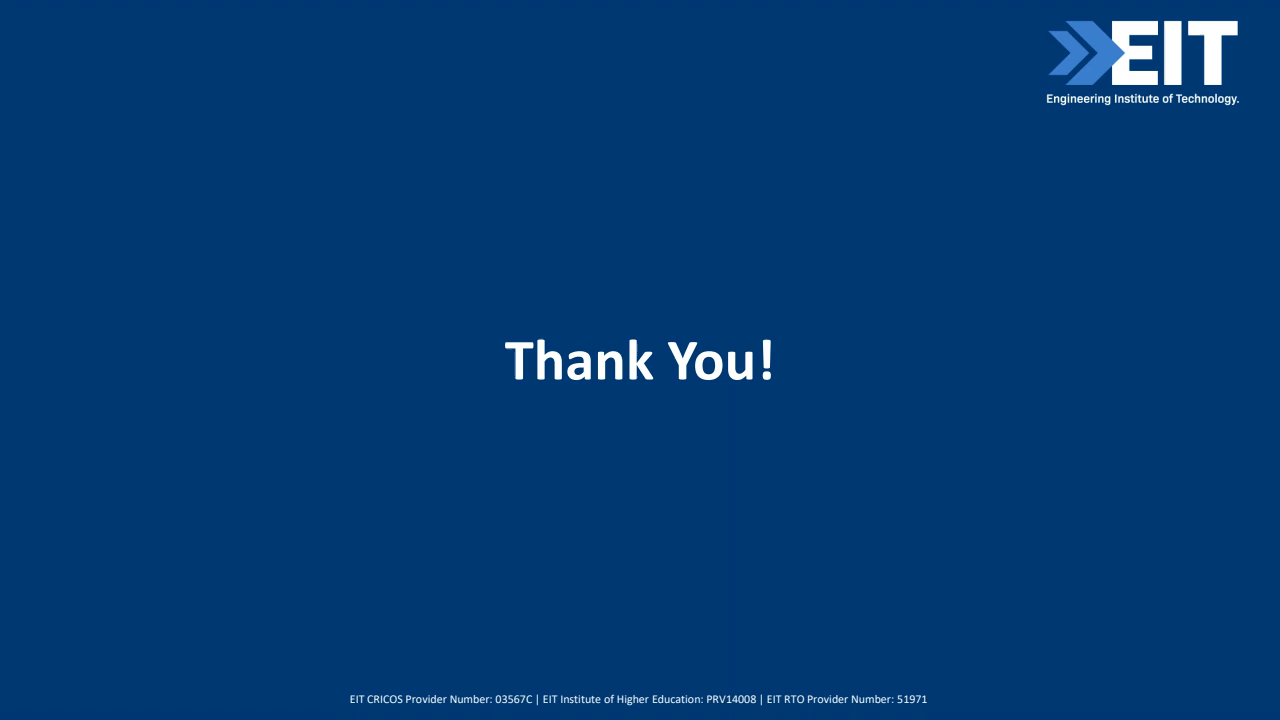 EIT
Engineering Institute of Technology.
Thank You!
EIT CRICOS Provider Number: 03567C | EIT Institute of Higher Education: PRV14008 | EIT RTO Provider Number: 51971